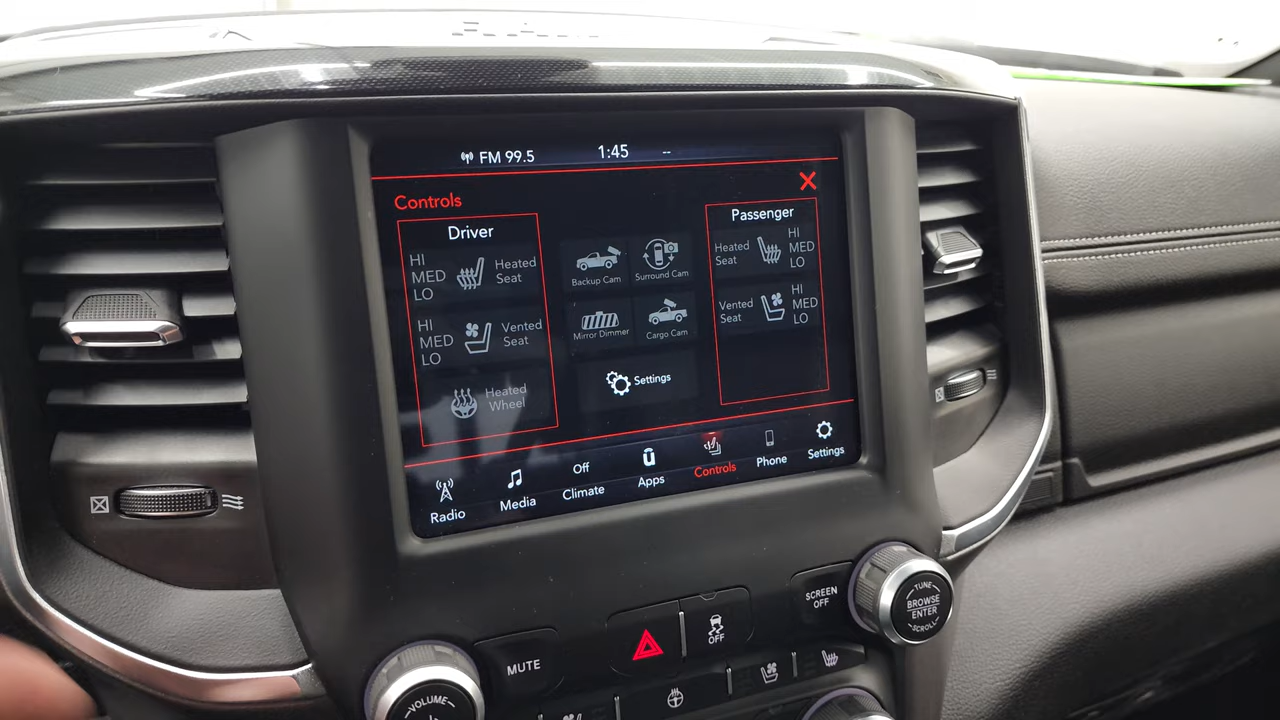 FM 99.5
1:45
--
Controls
X
Driver
HI
MED
LO
Heated
Seat
HI
MED
LO
Vented
Seat
Heated
Wheel
Backup Cam
Surround Cam
Mirror Dimmer
Cargo Cam
Settings
Passenger
Heated
Seat
HI
MED
LO
Vented
Seat
HI
MED
LO
Radio
Media
Off
Climate
Apps
Controls
Phone
Settings
SCREEN
OFF
TUNE
BROWSE
ENTER
SCROLL
OFF
MUTE
VOLUME